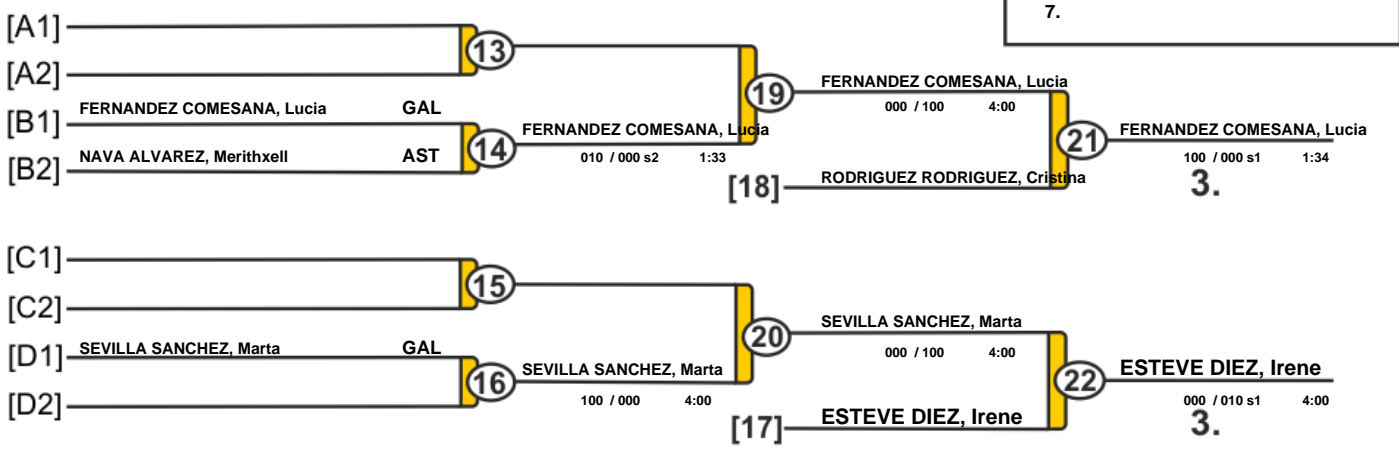 7.
[A1]
13
[A2]
19
FERNANDEZ COMESANA, Lucia
000 / 100 4:00
[B1] FERNANDEZ COMESANA, Lucia GAL
14
FERNANDEZ COMESANA, Lucia
010 / 000 s2 1:33
21
FERNANDEZ COMESANA, Lucia
100 / 000 s1 1:34
[B2] NAVA ALVAREZ, Merithxell AST
[18] RODRIGUEZ RODRIGUEZ, Cristina
3.
[C1]
15
[C2]
20
SEVILLA SANCHEZ, Marta
000 / 100 4:00
[D1] SEVILLA SANCHEZ, Marta GAL
16
SEVILLA SANCHEZ, Marta
100 / 000 4:00
22
ESTEVE DIEZ, Irene
000 / 010 s1 4:00
[D2]
[17] ESTEVE DIEZ, Irene
3.